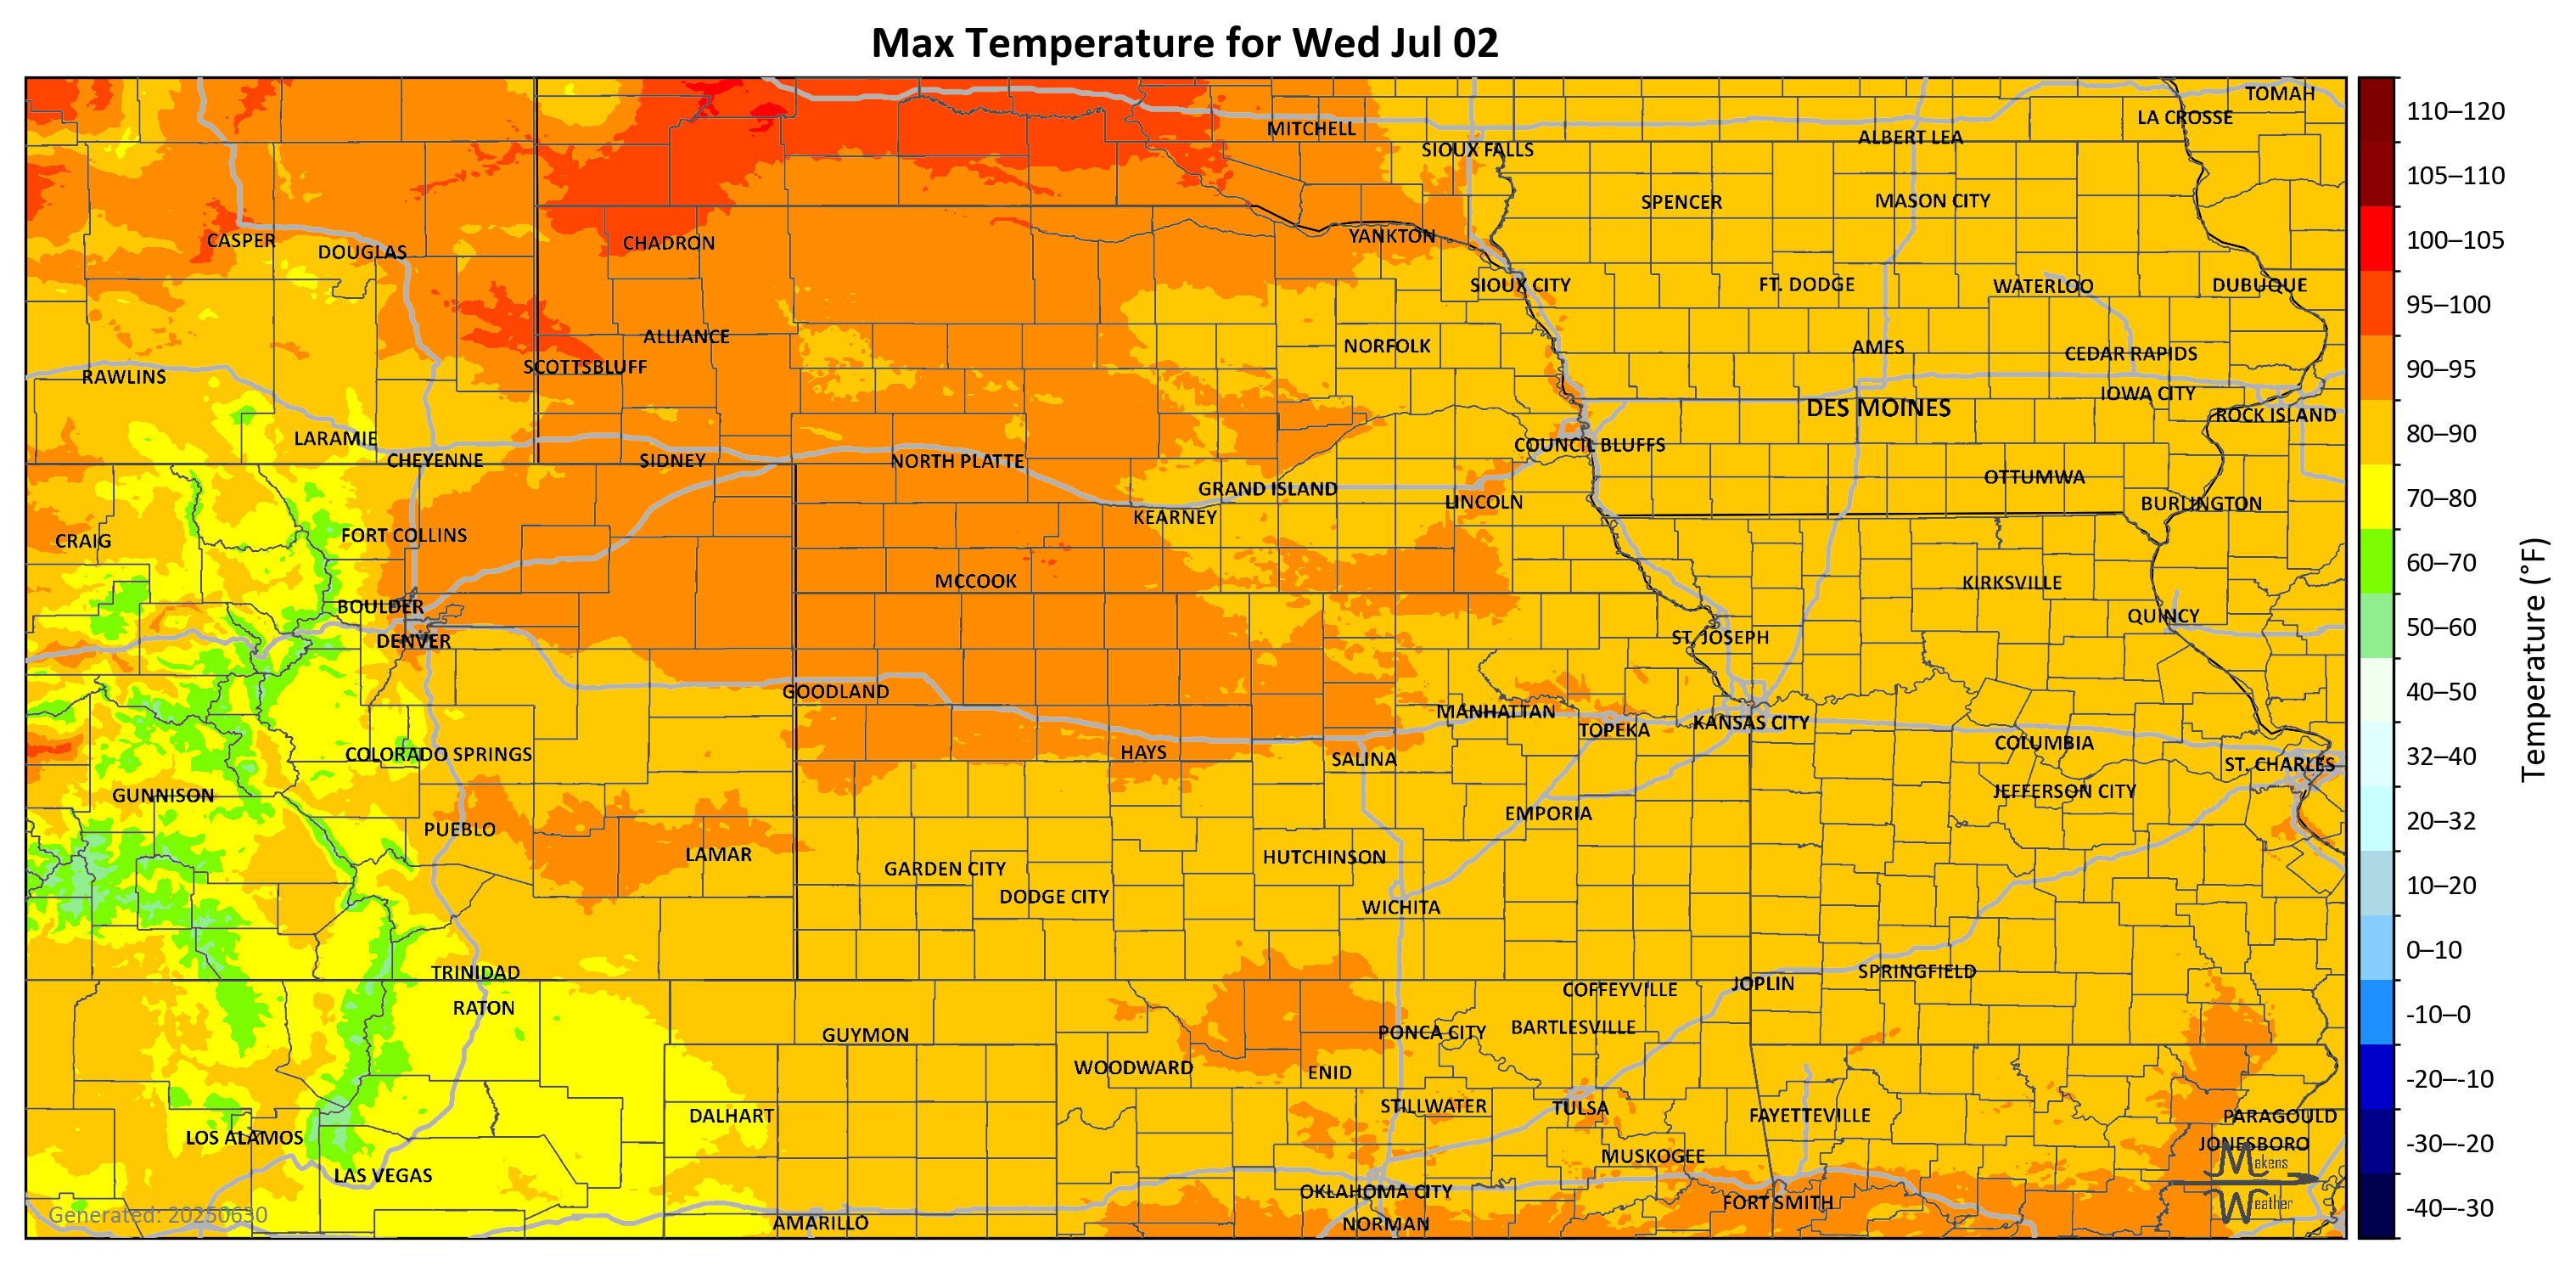 Max Temperature for Wed Jul 02
TOMAH
LA CROSSE
MITCHELL
ALBERT LEA
SIOUX FALLS
SPENCER
MASON CITY
YANKTON
CASPER
DOUGLAS
CHADRON
SIOUX CITY
FT. DODGE
WATERLOO
DUBUQUE
ALLIANCE
NORFOLK
AMES
CEDAR RAPIDS
SCOTTSBLUFF
RAWLINS
IOWA CITY
DES MOINES
ROCK ISLAND
LARAMIE
COUNCIL BLUFFS
CHEYENNE
SIDNEY
NORTH PLATTE
OTTUMWA
GRAND ISLAND
LINCOLN
BURLINGTON
KEARNEY
FORT COLLINS
CRAIG
MCCOOK
KIRKSVILLE
BOULDER
QUINCY
DENVER
ST. JOSEPH
GOODLAND
MANHATTAN
TOPEKA
KANSAS CITY
COLUMBIA
COLORADO SPRINGS
HAYS
SALINA
ST. CHARLES
GUNNISON
JEFFERSON CITY
EMPORIA
PUEBLO
LAMAR
HUTCHINSON
GARDEN CITY
DODGE CITY
WICHITA
TRINIDAD
SPRINGFIELD
JOPLIN
COFFEYVILLE
RATON
GUYMON
PONCA CITY
BARTLESVILLE
WOODWARD
ENID
STILLWATER
TULSA
DALHART
FAYETTEVILLE
PARAGOULD
LOS ALAMOS
JONESBORO
MUSKOGEE
LAS VEGAS
OKLAHOMA CITY
FORT SMITH
AMARILLO
NORMAN
Generated: 20250630
Makens
Weather
110–120
105–110
100–105
95–100
90–95
80–90
70–80
60–70
50–60
40–50
32–40
20–32
10–20
0–10
-10–0
-20–-10
-30–-20
-40–-30
Temperature (°F)